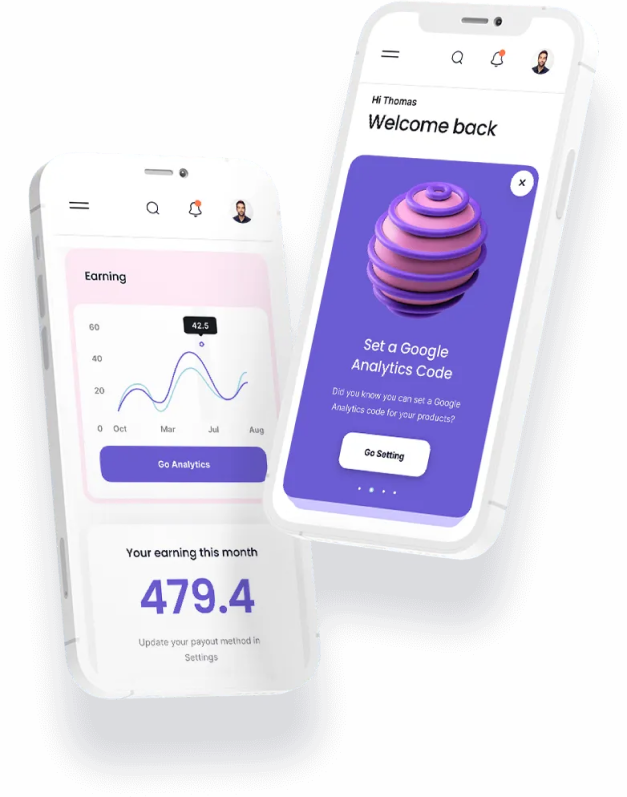 Hi Thomas
Welcome back
Set a Google
Analytics Code
Did you know you can set a Google
Analytics code for your products?
Go Setting
Earning
60
42.5
40
20
0 Oct Mar Jul Aug
Go Analytics
Your earning this month
479.4
Update your payout method in
Settings